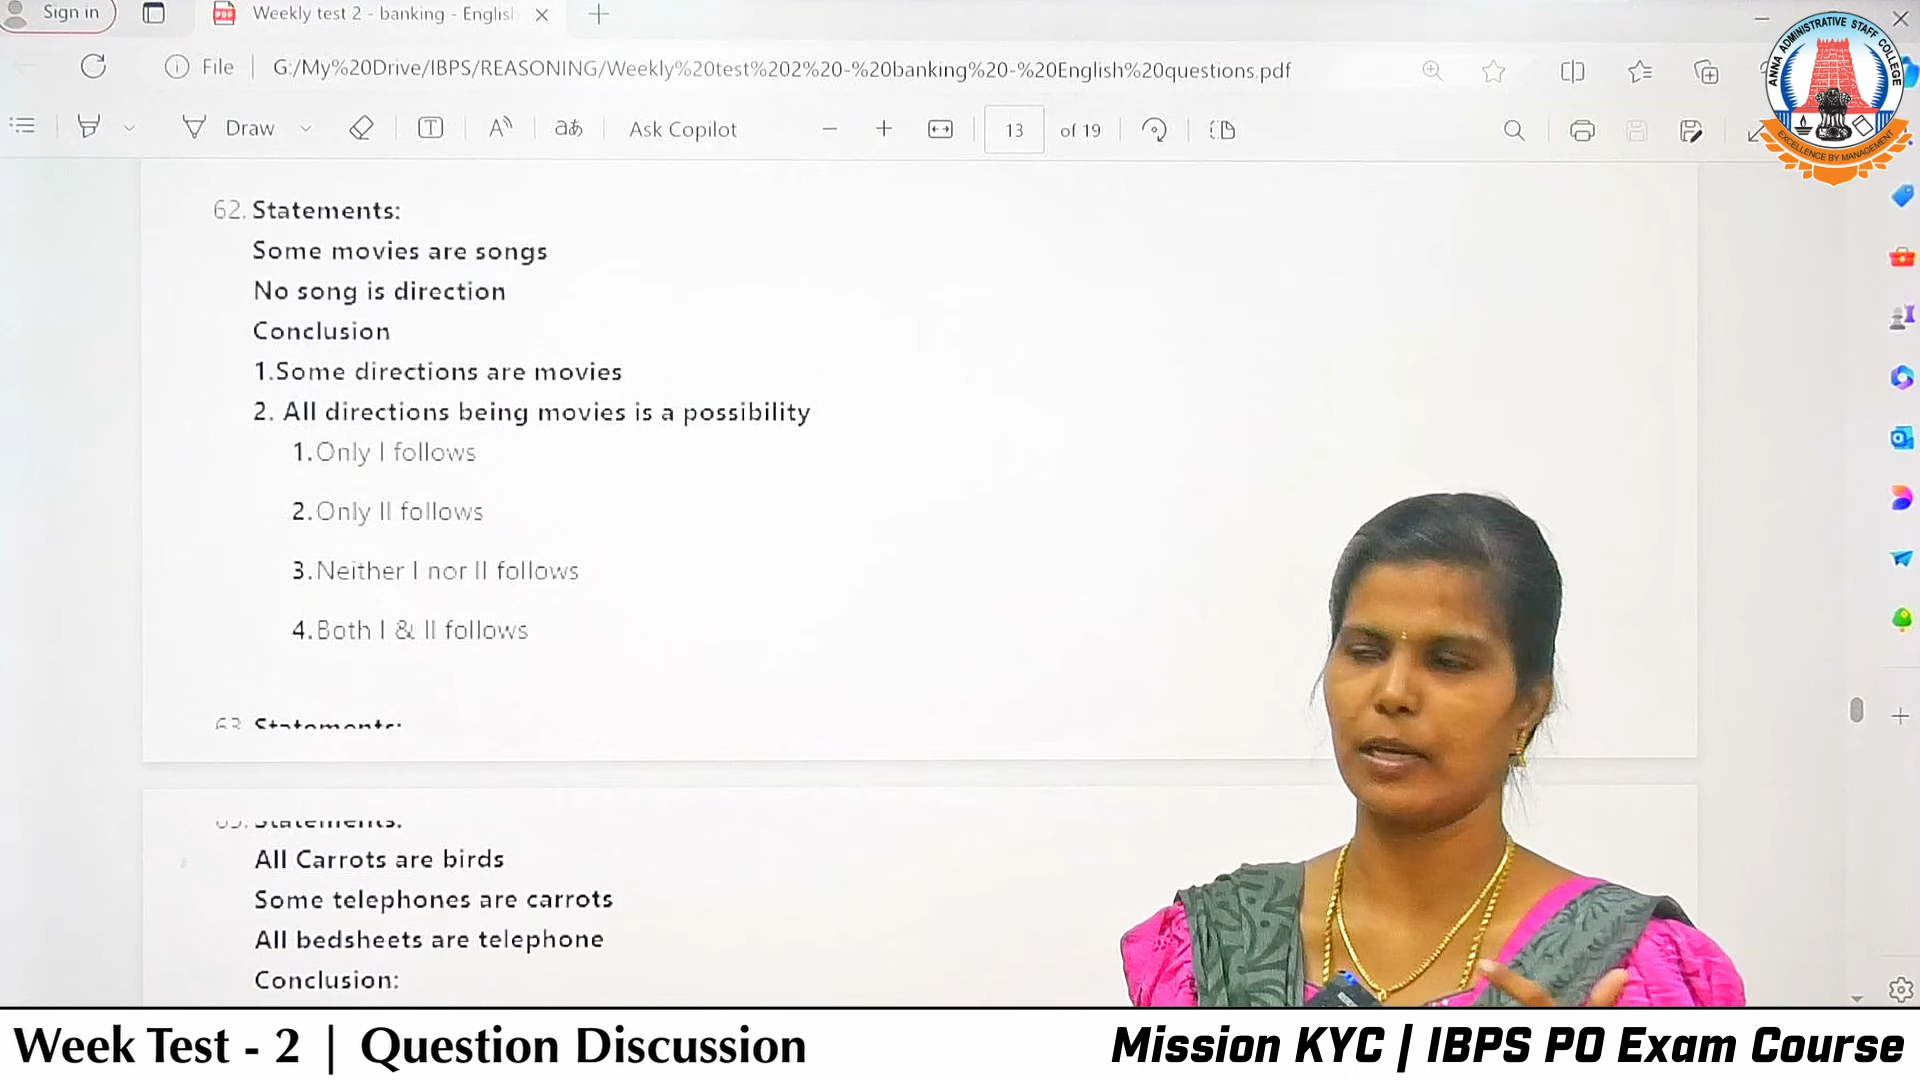 Sign in
Weekly test 2 - banking - English
File
G:/My%20Drive/IBPS/REASONING/Weekly%20test%202%20-%20banking%20-%20English%20questions.pdf
Draw
Ask Copilot
13 of 19
ANNA ADMINISTRATIVE STAFF COLLEGE
EXCELLENCE BY MANAGEMENT
62. Statements:
Some movies are songs
No song is direction
Conclusion
1.Some directions are movies
2. All directions being movies is a possibility
1.Only I follows
2.Only II follows
3.Neither I nor II follows
4.Both I & II follows
63. Statements:
63. Statements:
All Carrots are birds
Some telephones are carrots
All bedsheets are telephone
Conclusion:
Week Test - 2 | Question Discussion
Mission KYC | IBPS PO Exam Course